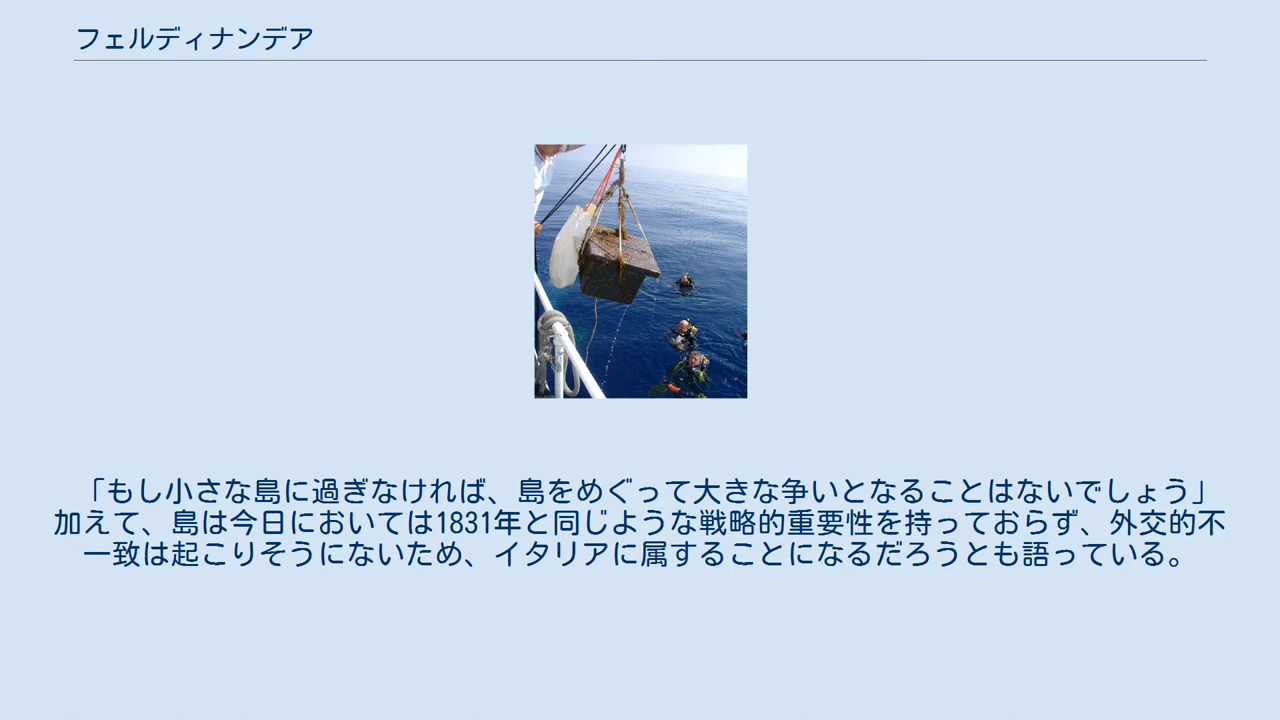 フェルディナンデア
「もし小さな島に過ぎなければ、島をめぐって大きな争いとなることはないでしょう」
加えて、島は今日においては1831年と同じような戦略的重要性を持っておらず、外交的不
一致は起こりそうにないため、イタリアに属することになるだろうとも語っている。